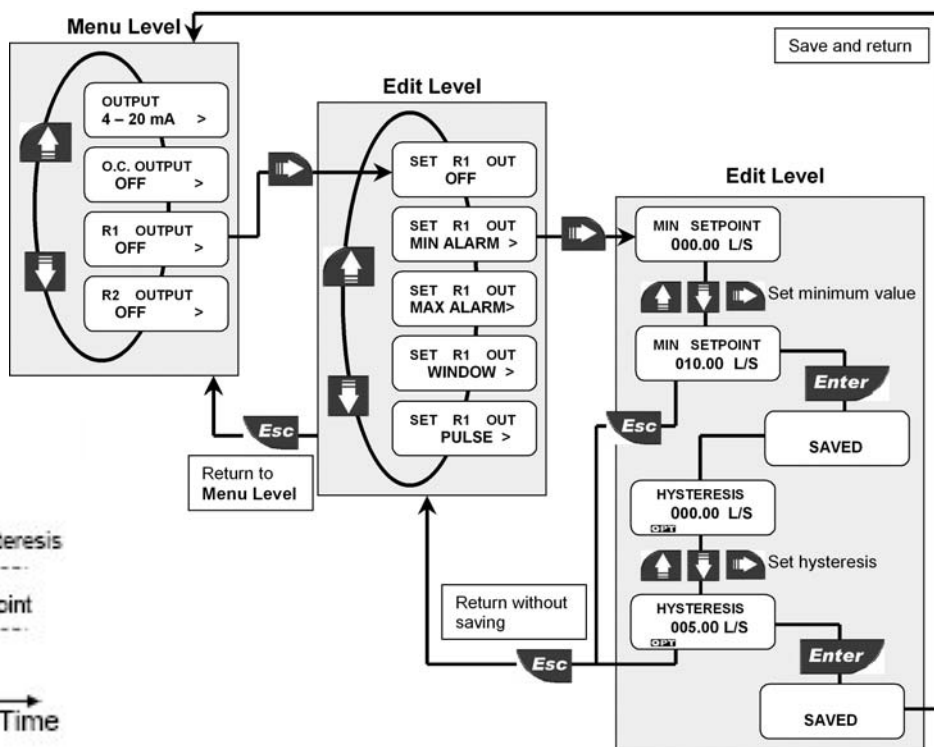 Menu Level
Save and return
OUTPUT
4 – 20 mA >
O.C. OUTPUT
OFF >
R1 OUTPUT
OFF >
R2 OUTPUT
OFF >
Edit Level
SET R1 OUT
OFF
SET R1 OUT
MIN ALARM >
SET R1 OUT
MAX ALARM>
SET R1 OUT
WINDOW >
SET R1 OUT
PULSE >
Esc
Return to
Menu Level
Edit Level
MIN SETPOINT
000.00 L/S
Set minimum value
MIN SETPOINT
010.00 L/S
Enter
Esc
SAVED
HYSTERESIS
000.00 L/S
OPT
Set hysteresis
HYSTERESIS
005.00 L/S
OPT
Enter
SAVED
Return without
saving
Esc
teresis
oint
Time